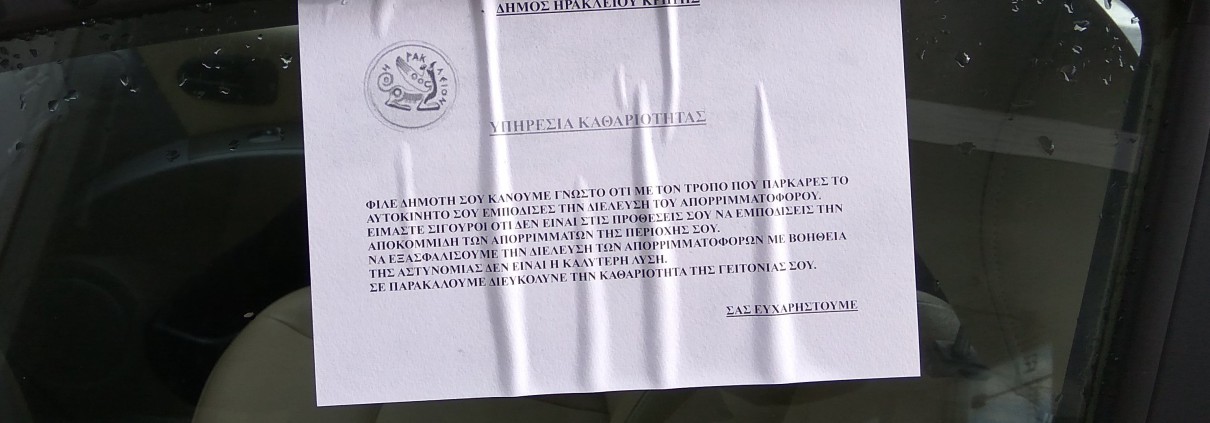 ΔΗΜΟΣ ΗΡΑΚΛΕΙΟΥ ΚΡΗΤΗΣ
ΗΡΑΚΛΕΙΟΝ
ΥΠΗΡΕΣΙΑ ΚΑΘΑΡΙΟΤΗΤΑΣ
ΦΙΛΕ ΔΗΜΟΤΗ ΣΟΥ ΚΑΝΟΥΜΕ ΓΝΩΣΤΟ ΟΤΙ ΜΕ ΤΟΝ ΤΡΟΠΟ ΠΟΥ ΠΑΡΚΑΡΕΣ ΤΟ
ΑΥΤΟΚΙΝΗΤΟ ΣΟΥ ΕΜΠΟΔΙΣΕΣ ΤΗΝ ΔΙΕΛΕΥΣΗ ΤΟΥ ΑΠΟΡΡΙΜΜΑΤΟΦΟΡΟΥ.
ΕΙΜΑΣΤΕ ΣΙΓΟΥΡΟΙ ΟΤΙ ΔΕΝ ΕΙΝΑΙ ΣΤΙΣ ΠΡΟΘΕΣΕΙΣ ΣΟΥ ΝΑ ΕΜΠΟΔΙΣΕΙΣ ΤΗΝ
ΑΠΟΚΟΜΜΙΔΗ ΤΩΝ ΑΠΟΡΡΙΜΜΑΤΩΝ ΤΗΣ ΠΕΡΙΟΧΗΣ ΣΟΥ.
ΝΑ ΕΞΑΣΦΑΛΙΣΟΥΜΕ ΤΗΝ ΔΙΕΛΕΥΣΗ ΤΩΝ ΑΠΟΡΡΙΜΜΑΤΟΦΟΡΩΝ ΜΕ ΒΟΗΘΕΙΑ
ΤΗΣ ΑΣΤΥΝΟΜΙΑΣ ΔΕΝ ΕΙΝΑΙ Η ΚΑΛΥΤΕΡΗ ΛΥΣΗ.
ΣΕ ΠΑΡΑΚΑΛΟΥΜΕ ΔΙΕΥΚΟΛΥΝΕ ΤΗΝ ΚΑΘΑΡΙΟΤΗΤΑ ΤΗΣ ΓΕΙΤΟΝΙΑΣ ΣΟΥ.
ΣΑΣ ΕΥΧΑΡΗΣΤΟΥΜΕ